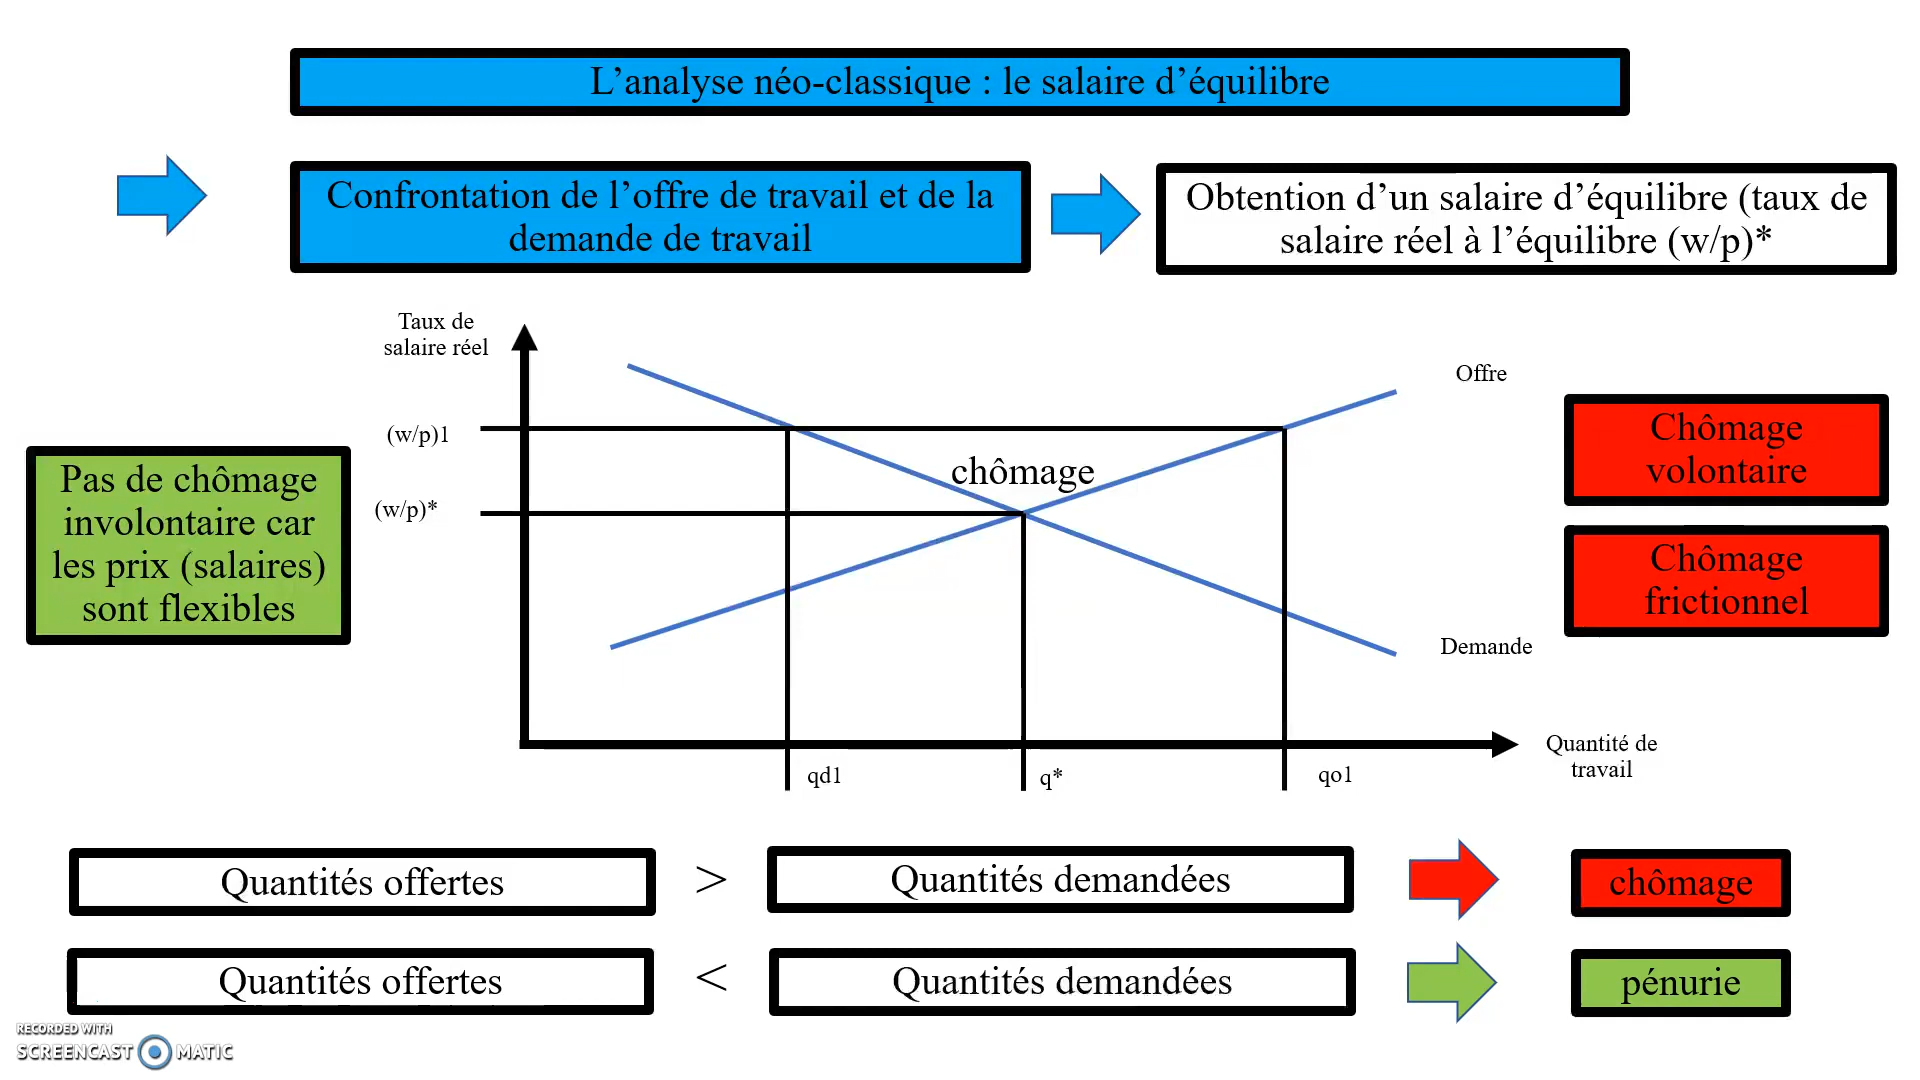 L’analyse néo-classique : le salaire d’équilibre
Confrontation de l’offre de travail et de la
demande de travail
Obtention d’un salaire d’équilibre (taux de
salaire réel à l’équilibre (w/p)*
Taux de
salaire réel
Offre
(w/p)1
chômage
(w/p)*
Pas de chômage
involontaire car
les prix (salaires)
sont flexibles
Chômage
volontaire
Chômage
frictionnel
Demande
Quantité de
travail
qd1
q*
qo1
Quantités offertes
>
Quantités demandées
chômage
Quantités offertes
<
Quantités demandées
pénurie
RECORDED WITH
SCREENCAST MATIC